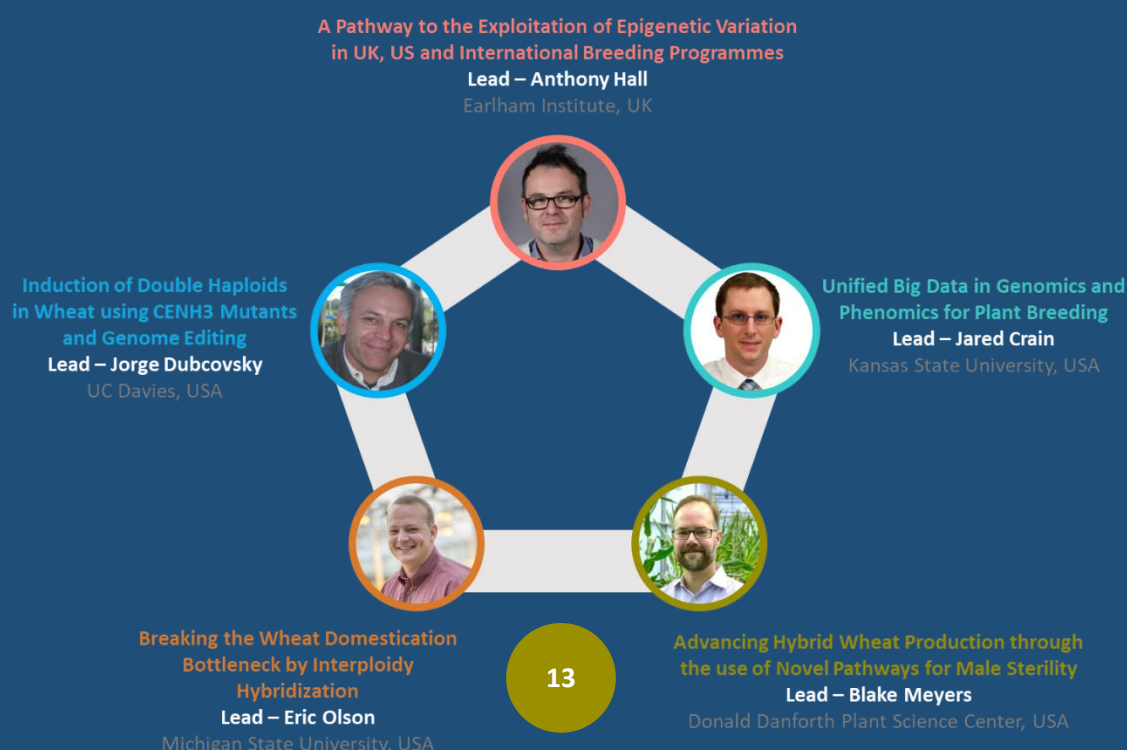 A Pathway to the Exploitation of Epigenetic Variation
in UK, US and International Breeding Programmes
Lead – Anthony Hall
Earlham Institute, UK
Induction of Double Haploids
in Wheat using CENH3 Mutants
and Genome Editing
Lead – Jorge Dubcovsky
UC Davies, USA
Unified Big Data in Genomics and
Phenomics for Plant Breeding
Lead – Jared Crain
Kansas State University, USA
Breaking the Wheat Domestication
Bottleneck by Interploidy
Hybridization
Lead – Eric Olson
Michigan State University, USA
13
Advancing Hybrid Wheat Production through
the use of Novel Pathways for Male Sterility
Lead – Blake Meyers
Donald Danforth Plant Science Center, USA